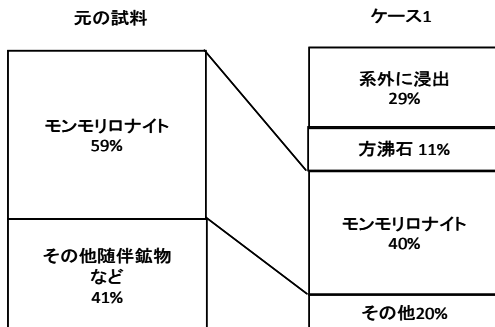 元の試料
モンモリロナイト
59%
その他随伴鉱物
など
41%
ケース1
系外に浸出
29%
方沸石 11%
モンモリロナイト
40%
その他20%